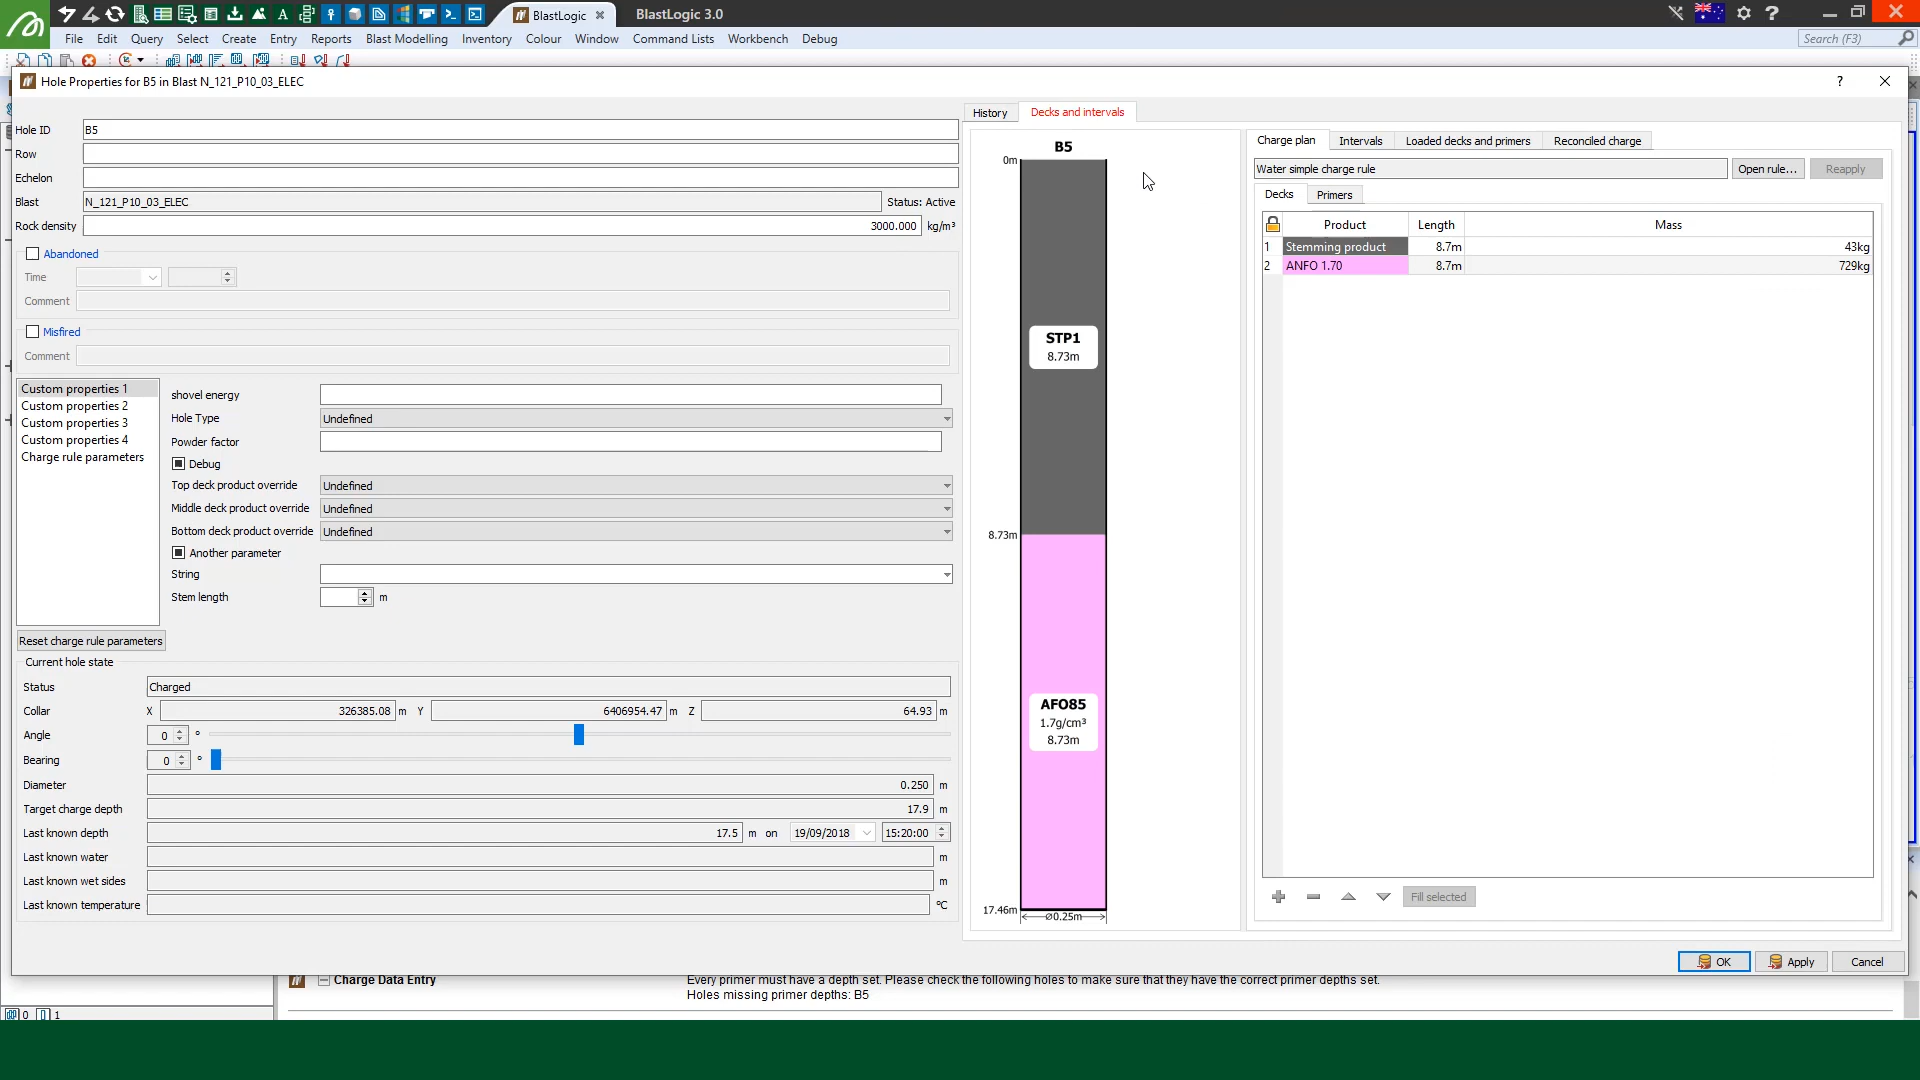 BlastLogic
BlastLogic 3.0
File Edit Query Select Create Entry Reports Blast Modelling Inventory Colour Window Command Lists Workbench Debug
Search (F3)
Hole Properties for B5 in Blast N_121_P10_03_ELEC
Hole ID B5
Row
Echelon
Blast N_121_P10_03_ELEC Status: Active
Rock density 3000.000 kg/m³
Abandoned
Time
Comment
Misfired
Comment
Custom properties 1
Custom properties 2
Custom properties 3
Custom properties 4
Charge rule parameters
shovel energy
Hole Type Undefined
Powder factor
Debug
Top deck product override Undefined
Middle deck product override Undefined
Bottom deck product override Undefined
Another parameter
String
Stem length m
Reset charge rule parameters
Current hole state
Status Charged
Collar X 326385.08 m Y 6406954.47 m Z 64.93 m
Angle 0 °
Bearing 0 °
Diameter 0.250 m
Target charge depth 17.9 m
Last known depth 17.5 m on 19/09/2018 15:20:00
Last known water m
Last known wet sides m
Last known temperature °C
History Decks and intervals
B5
0m
STP1
8.73m
8.73m
AFO85
1.7g/cm³
8.73m
17.46m
∅0.25m
Charge plan Intervals Loaded decks and primers Reconciled charge
Water simple charge rule Open rule... Reapply
Decks Primers
Product Length Mass
1 Stemming product 8.7m 43kg
2 ANFO 1.70 8.7m 729kg
Fill selected
OK Apply Cancel
Charge Data Entry Every primer must have a depth set. Please check the following holes to make sure that they have the correct primer depths set.
Holes missing primer depths: B5
0 1